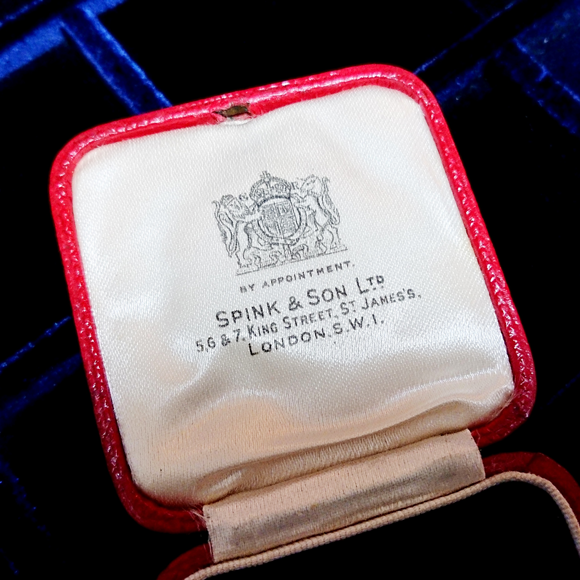 BY APPOINTMENT.
SPINK & SON LTD
5,6 & 7, KING STREET, ST JAMES'S,
LONDON. S.W.1.